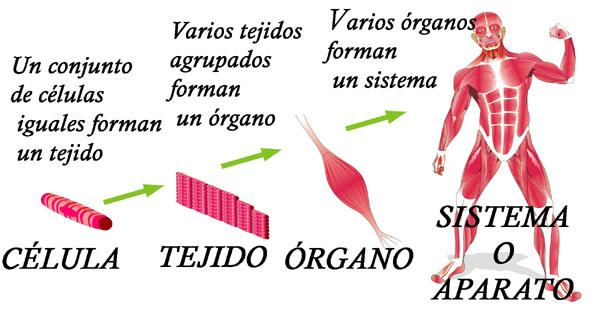 Un conjunto
de células
iguales forman
un tejido
CÉLULA
Varios tejidos
agrupados
forman
un órgano
TEJIDO
Varios órganos
forman
un sistema
ÓRGANO
SISTEMA
O
APARATO